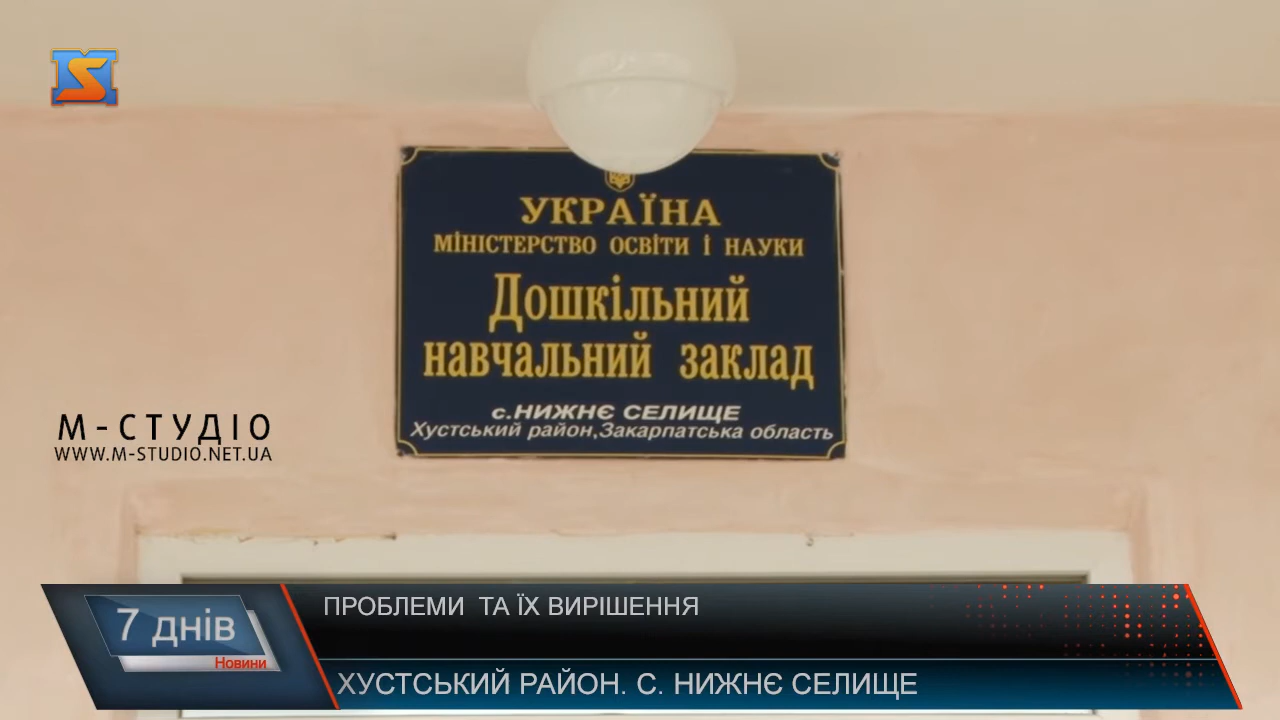 УКРАЇНА
МІНІСТЕРСТВО ОСВІТИ І НАУКИ
Дошкільний
навчальний заклад
с.НИЖНЄ СЕЛИЩЕ
Хустський район,Закарпатська область
М-СТУДІО
WWW.M-STUDIO.NET.UA
7 днів
Новини
ПРОБЛЕМИ ТА ЇХ ВИРІШЕННЯ
ХУСТСЬКИЙ РАЙОН. С. НИЖНЄ СЕЛИЩЕ